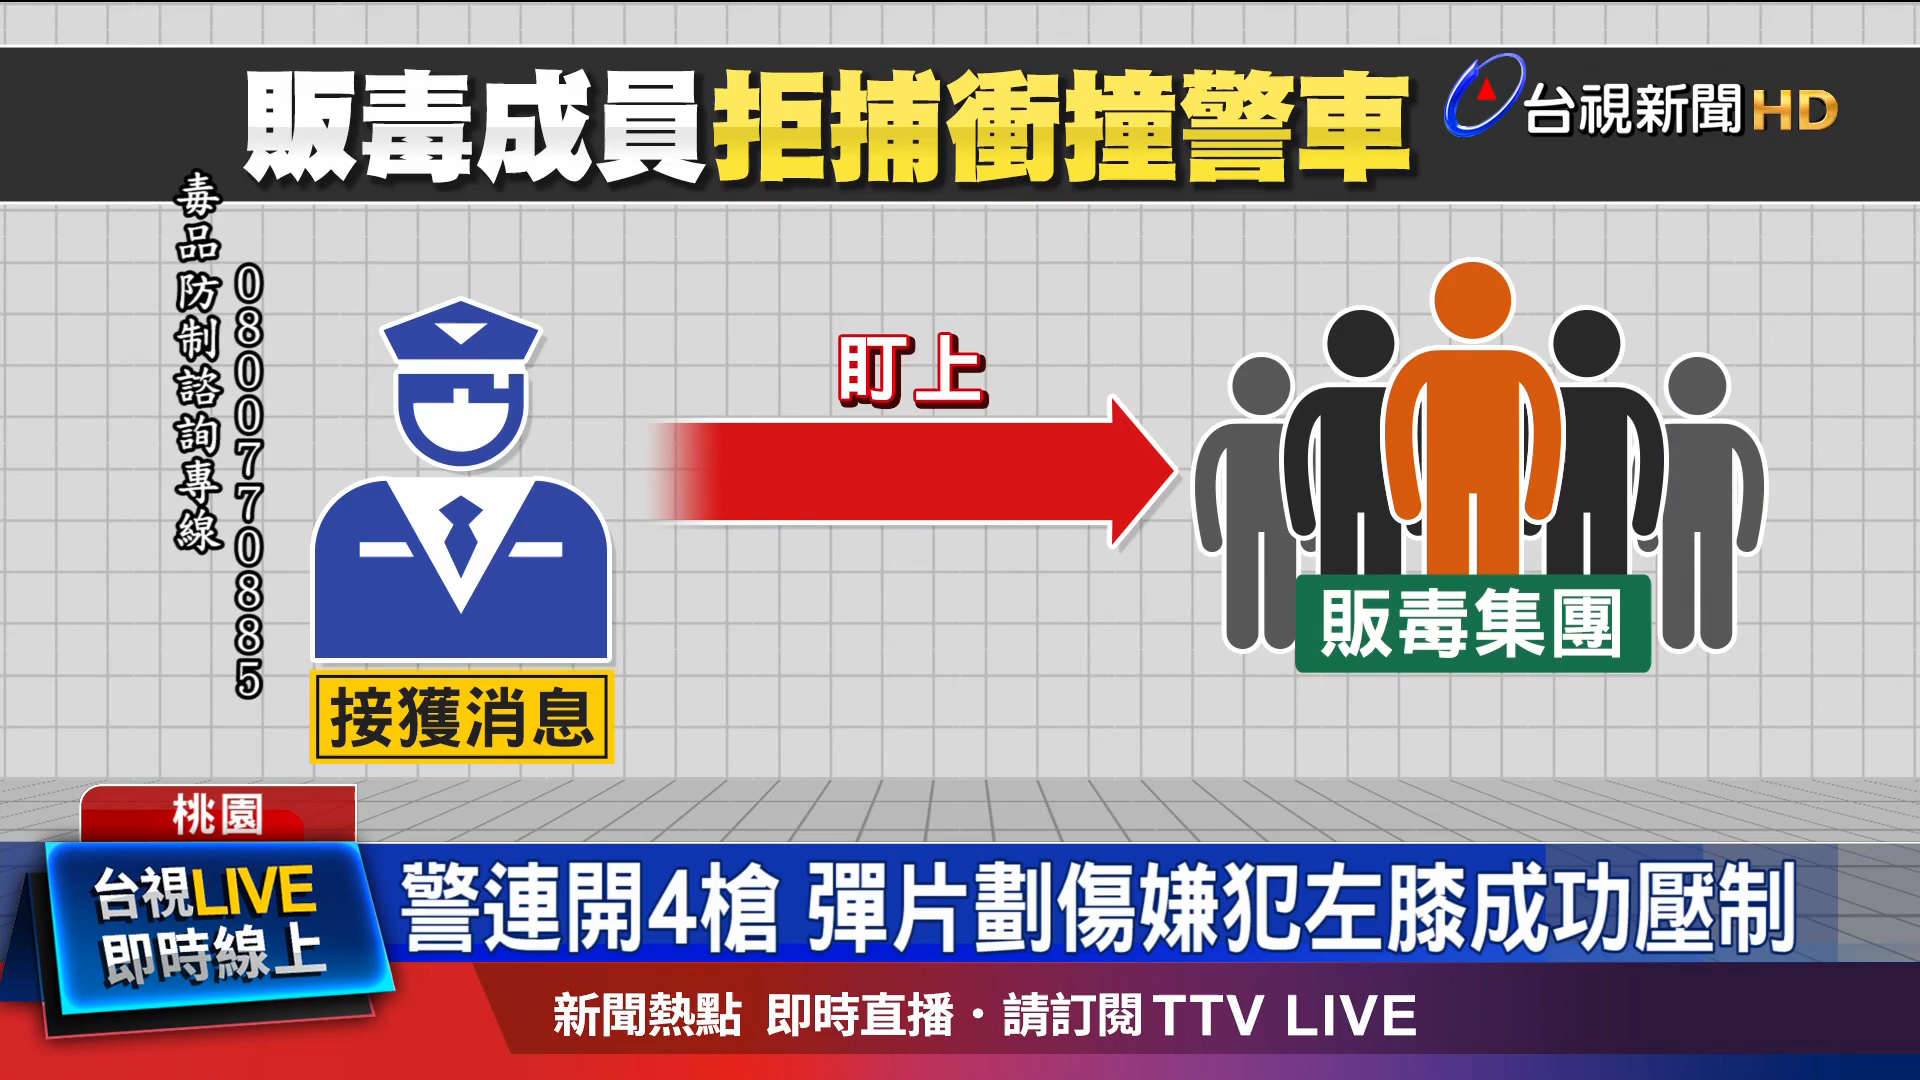 販毒成員拒捕衝撞警車
台視新聞HD
毒品防制諮詢專線
0800770885
盯上
販毒集團
接獲消息
桃園
台視LIVE
即時線上
警連開4槍 彈片劃傷嫌犯左膝成功壓制
新聞熱點 即時直播・請訂閱TTV LIVE